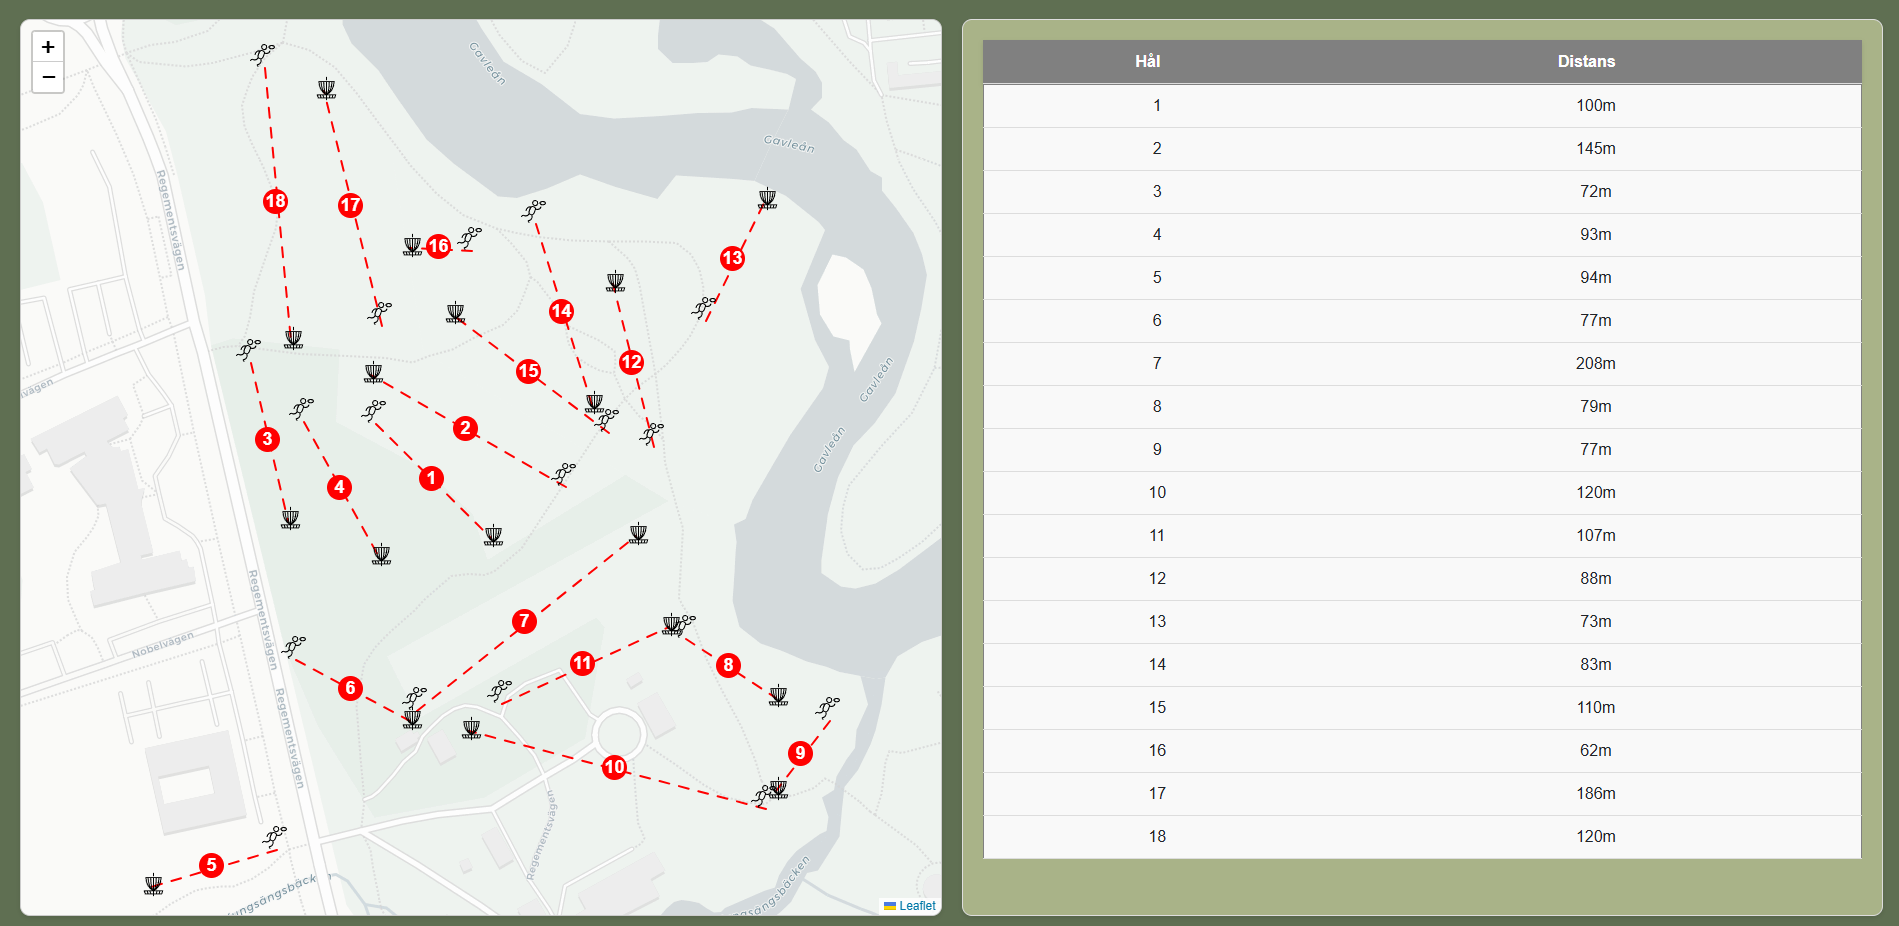 +
−
Gavleån
Gavleån
Regementsvägen
18
17
16
13
14
12
15
Gavleån
3
2
4
1
Gavleån
Regementsvägen
7
Nobelvägen
11
8
6
Regementsvägen
9
10
Regementsvägen
5
Leaflet
Hål Distans
1 100m
2 145m
3 72m
4 93m
5 94m
6 77m
7 208m
8 79m
9 77m
10 120m
11 107m
12 88m
13 73m
14 83m
15 110m
16 62m
17 186m
18 120m